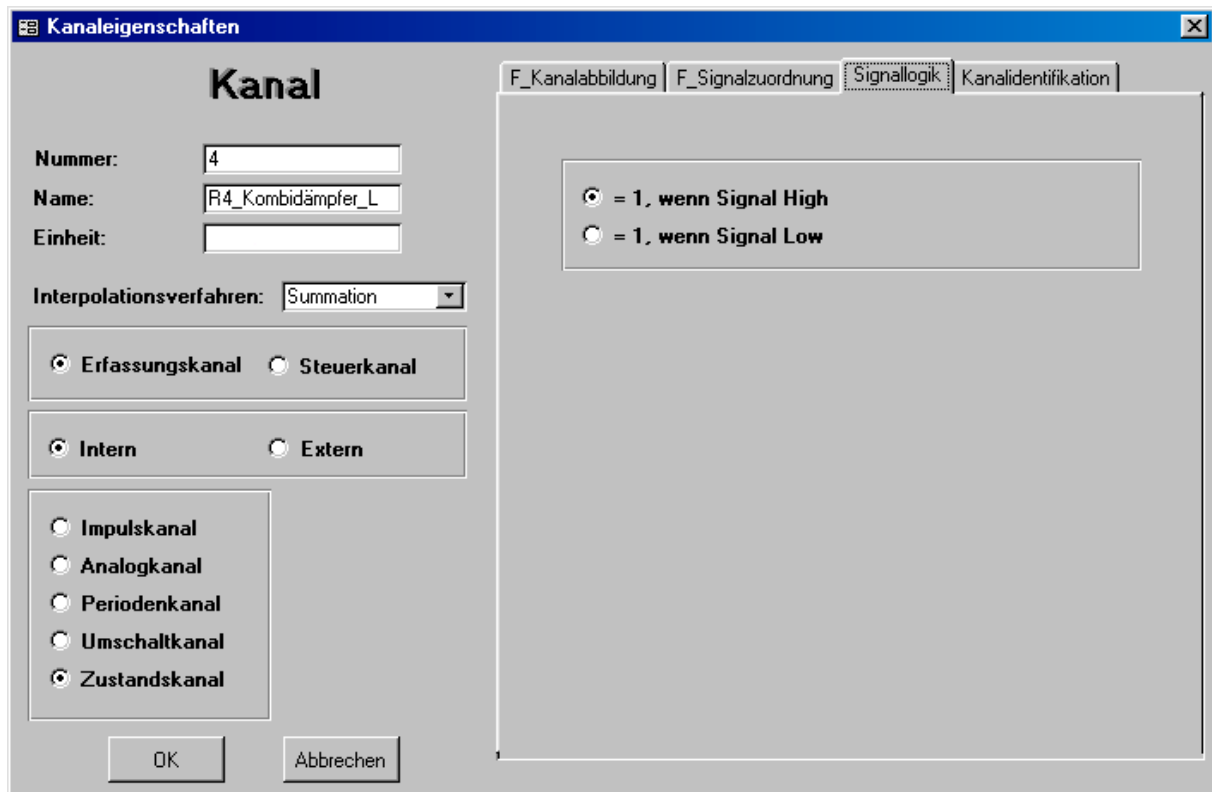 Kanaleigenschaften
Kanal
Nummer: 4
Name: R4_Kombidämpfer_L
Einheit:
Interpolationsverfahren: Summation
Erfassungskanal Steuerkanal
Intern Extern
Impulskanal
Analogkanal
Periodenkanal
Umschaltkanal
Zustandskanal
OK Abbrechen
F_Kanalabbildung F_Signalzuordnung Signallogik Kanalidentifikation
= 1, wenn Signal High
= 1, wenn Signal Low